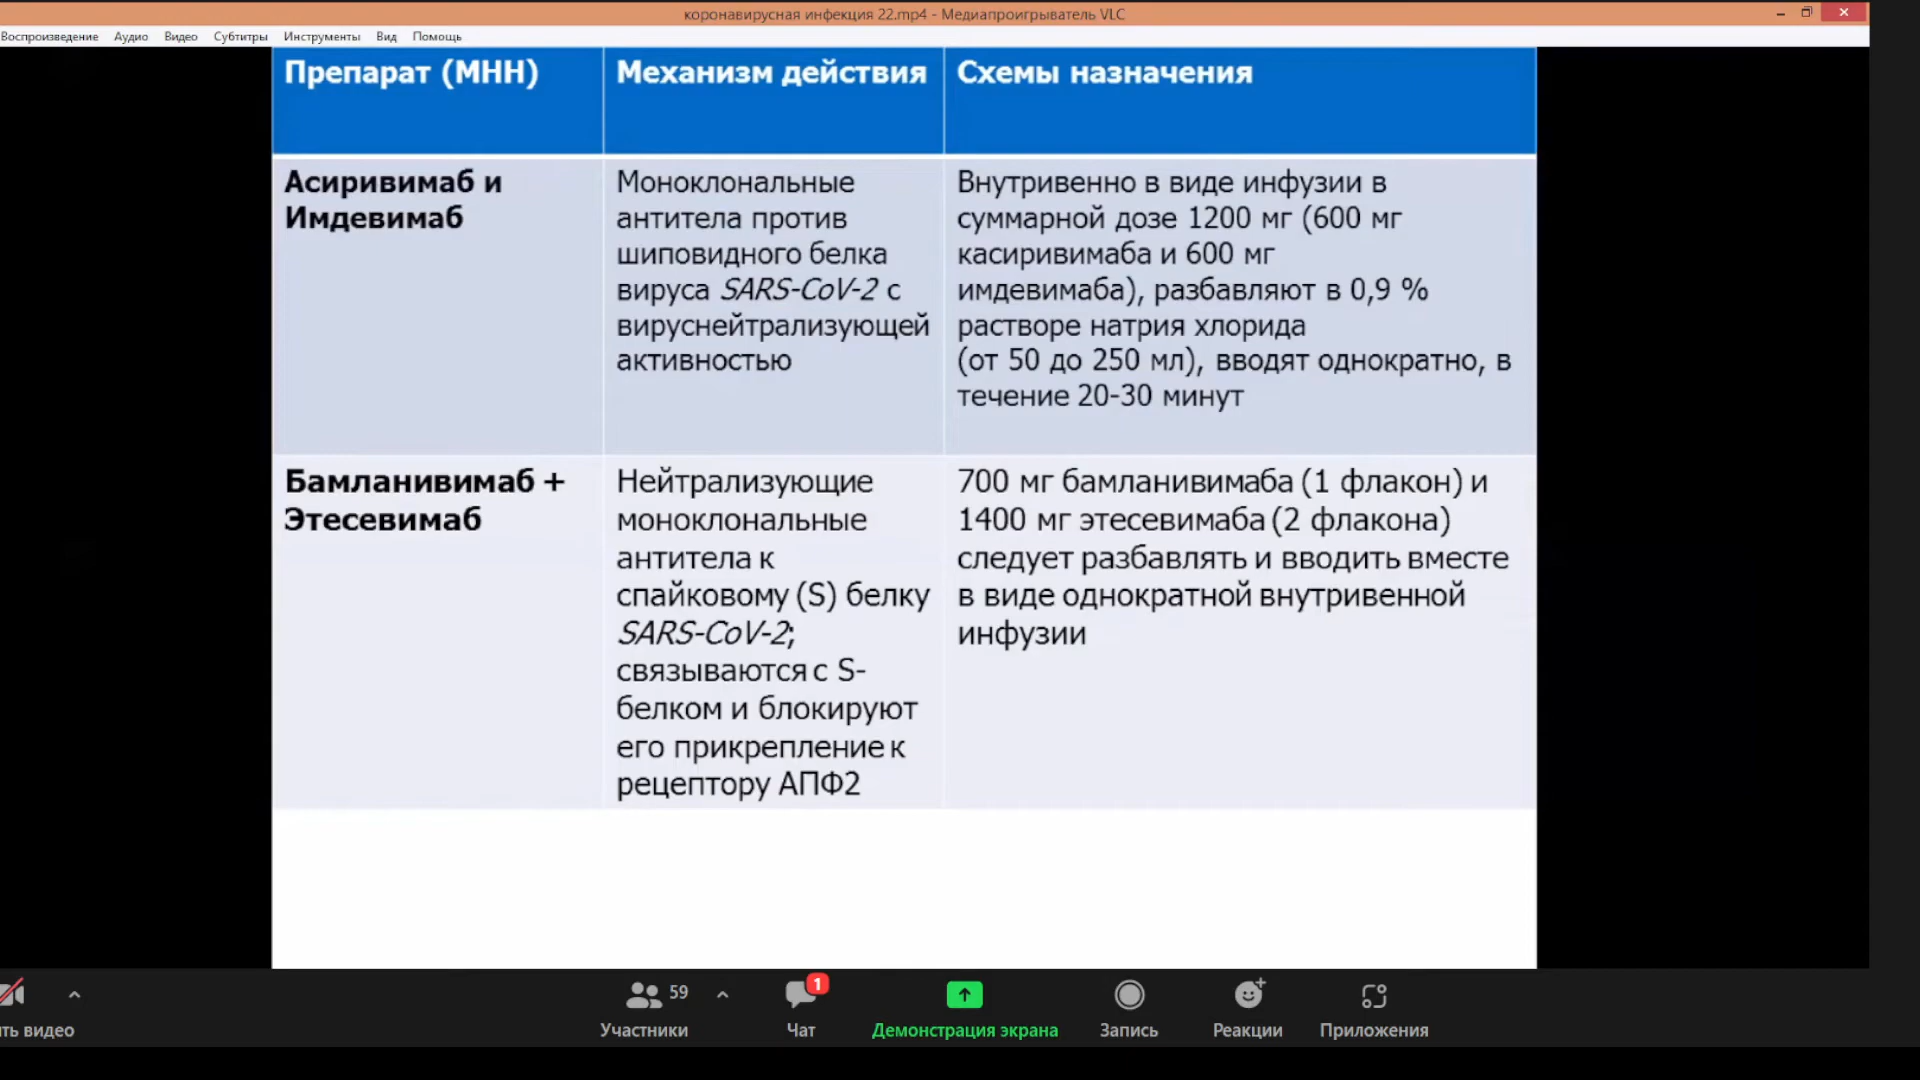 коронавирусная инфекция 22.mp4 - Медиапроигрыватель VLC
Воспроизведение Аудио Видео Субтитры Инструменты Вид Помощь
Препарат (МНН)
Механизм действия
Схемы назначения
Асиривимаб и
Имдевимаб
Моноклональные
антитела против
шиповидного белка
вируса SARS-CoV-2 с
вируснейтрализующей
активностью
Внутривенно в виде инфузии в
суммарной дозе 1200 мг (600 мг
касиривимаба и 600 мг
имдевимаба), разбавляют в 0,9 %
растворе натрия хлорида
(от 50 до 250 мл), вводят однократно, в
течение 20-30 минут
Бамланивимаб +
Этесевимаб
Нейтрализующие
моноклональные
антитела к
спайковому (S) белку
SARS-CoV-2;
связываются с S-
белком и блокируют
его прикрепление к
рецептору АПФ2
700 мг бамланивимаба (1 флакон) и
1400 мг этесевимаба (2 флакона)
следует разбавлять и вводить вместе
в виде однократной внутривенной
инфузии
59
1
ть видео
Участники
Чат
Демонстрация экрана
Запись
Реакции
Приложения